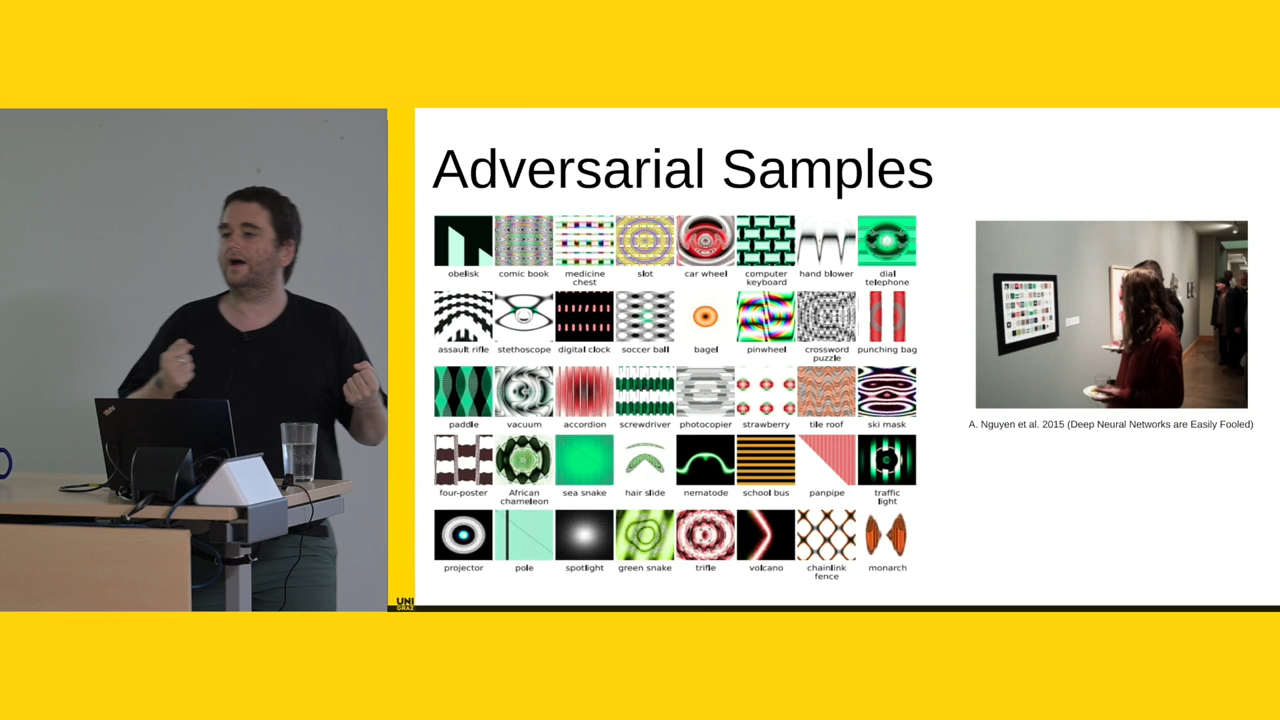 Adversarial Samples
obelisk comic book medicine chest slot car wheel computer keyboard hand blower dial telephone
assault rifle stethoscope digital clock soccer ball bagel pinwheel crossword puzzle punching bag
paddle vacuum accordion screwdriver photocopier strawberry tile roof ski mask
four-poster African chameleon sea snake hair slide nematode school bus panpipe traffic light
projector pole spotlight green snake trifle volcano chainlink fence monarch
A. Nguyen et al. 2015 (Deep Neural Networks are Easily Fooled)
ThinkPad
UNI
GRAZ